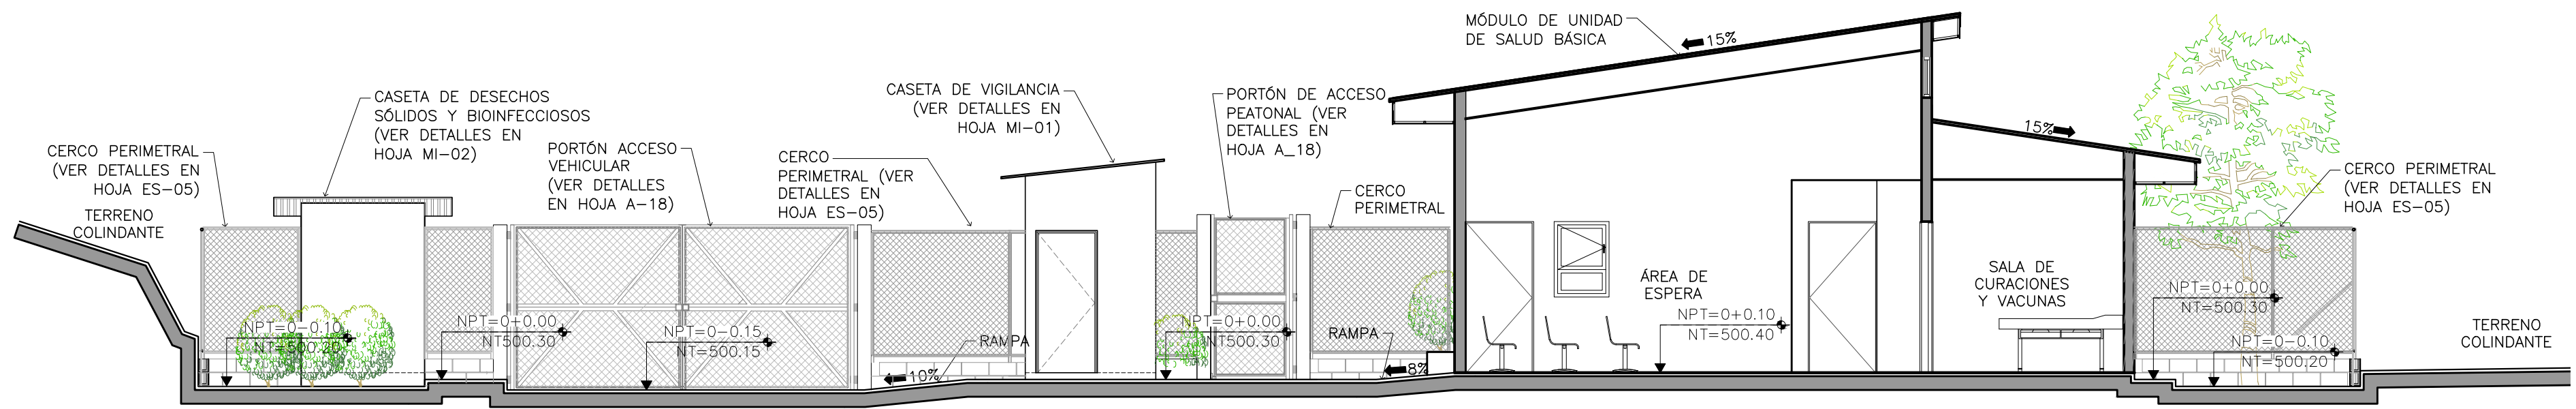 CERCO PERIMETRAL
(VER DETALLES EN
HOJA ES-05)
TERRENO
COLINDANTE
CASETA DE DESECHOS
SÓLIDOS Y BIOINFECCIOSOS
(VER DETALLES EN
HOJA MI-02)
NPT=0-0.10
NT=500.20
PORTÓN ACCESO
VEHICULAR
(VER DETALLES
EN HOJA A-18)
NPT=0+0.00
NT500.30
NPT=0-0.15
NT=500.15
CERCO
PERIMETRAL (VER
DETALLES EN
HOJA ES-05)
CASETA DE VIGILANCIA
(VER DETALLES EN
HOJA MI-01)
RAMPA
10%
PORTÓN DE ACCESO
PEATONAL (VER
DETALLES EN
HOJA A_18)
NPT=0+0.00
NT500.30
CERCO
PERIMETRAL
RAMPA
8%
MÓDULO DE UNIDAD
DE SALUD BÁSICA
15%
ÁREA DE
ESPERA
NPT=0+0.10
NT=500.40
15%
SALA DE
CURACIONES
Y VACUNAS
CERCO PERIMETRAL
(VER DETALLES EN
HOJA ES-05)
NPT=0+0.00
NT=500.30
NPT=0-0.10
NT=500.20
TERRENO
COLINDANTE